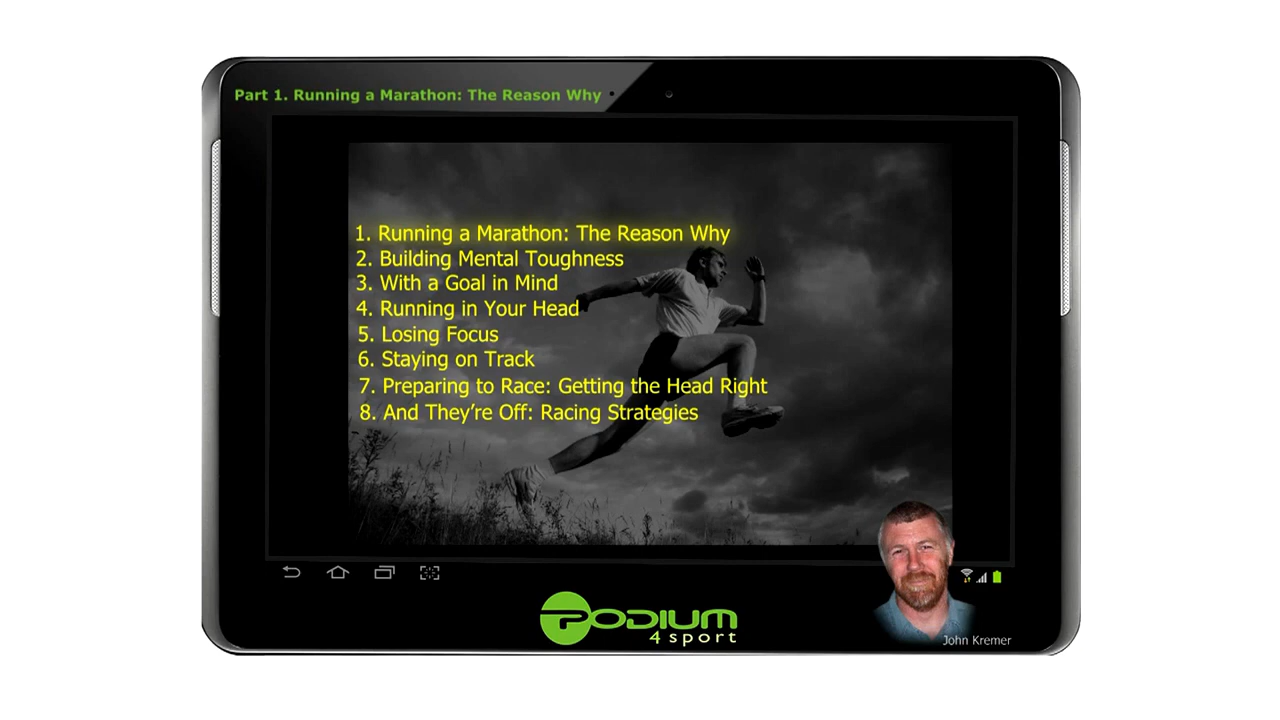 Part 1. Running a Marathon: The Reason Why
1. Running a Marathon: The Reason Why
2. Building Mental Toughness
3. With a Goal in Mind
4. Running in Your Head
5. Losing Focus
6. Staying on Track
7. Preparing to Race: Getting the Head Right
8. And They’re Off: Racing Strategies
PODIUM
4 sport
John Kremer